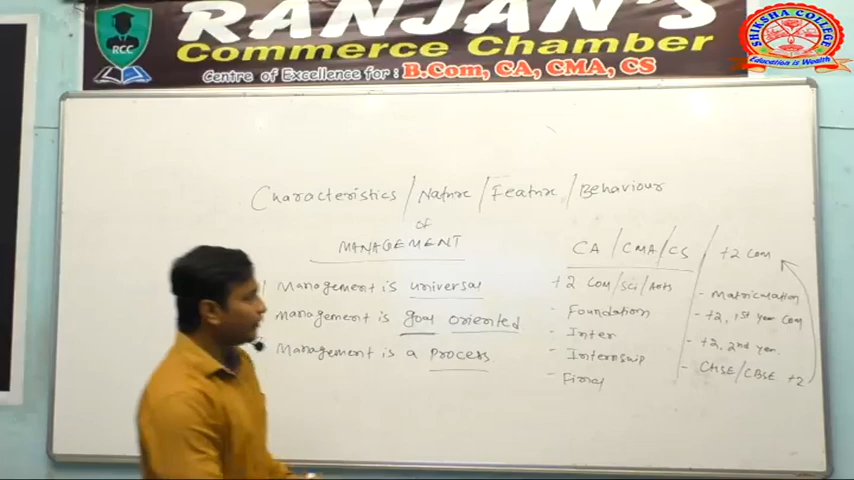 RANJAN'S
Commerce Chamber
Centre of Excellence for : B.Com, CA, CMA, CS
RCC
SHIKSHA COLLEGE
Education is Wealth
Characteristics / Nature / Feature / Behaviour
of
MANAGEMENT
Management is universal
Management is goal oriented
Management is a process
CA / CMA / CS
+2 Com / Sci / Arts
- Foundation
- Inter
- Internship
- Final
+2 Com
- Matriculation
- +2, 1st year Com
- +2, 2nd year.
- CHSE/CBSE +2